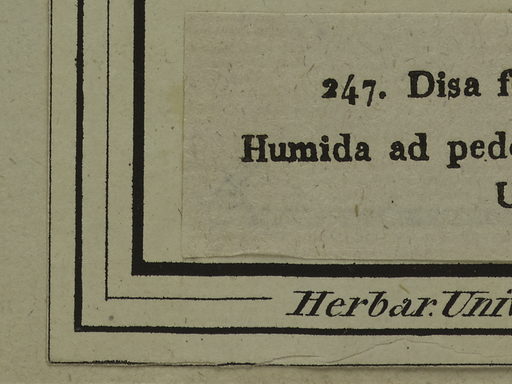 247. Disa f
Humida ad pede
U
Herbar. Uni